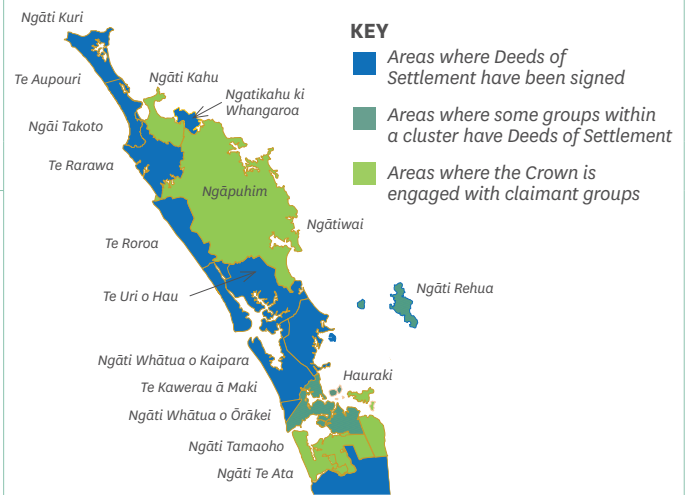 Ngāti Kuri
Te Aupouri
Ngāti Kahu
Ngatikahu ki
Whangaroa
Ngāi Takoto
Te Rarawa
Ngāpuhim
Ngātiwai
Te Roroa
Te Uri o Hau
Ngāti Rehua
Ngāti Whātua o Kaipara
Hauraki
Te Kawerau ā Maki
Ngāti Whātua o Ōrākei
Ngāti Tamaoho
Ngāti Te Ata
KEY
Areas where Deeds of
Settlement have been signed
Areas where some groups within
a cluster have Deeds of Settlement
Areas where the Crown is
engaged with claimant groups